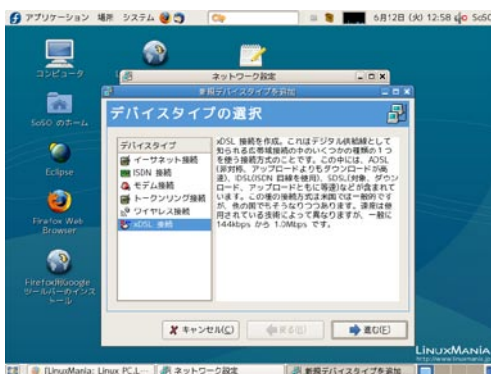 アプリケーション 場所 システム
6月12日 (火) 12:58
コンピュータ
SoSO のホーム
Eclipse
Firefox Web
Browser
Firefox用Google
ツールバーのインス
トール
ネットワーク設定
新規デバイスタイプを追加
デバイスタイプの選択
デバイスタイプ
イーサネット接続
ISDN 接続
モデム接続
トークンリング接続
ワイヤレス接続
xDSL 接続
xDSL 接続を作成。これはデジタル供給線として
知られる広帯域接続の中のいくつかの種類の1つ
を使う接続方式のことです。この中には、ADSL
(非対称、アップロードよりもダウンロードが高
速)、IDSL(ISDN 回線を使用)、SDSL(対象、ダウン
ロード、アップロードともに等速)などが含まれて
います。この種の接続方式は米国では一般的です
が、他の国でもそうなりつつあります。速度は使
用されている技術によって異なりますが、一般に
144kbps から 1.0Mbps です。
キャンセル(C)
戻る(B)
進む(F)
LINUXMANIA
[LinuxMania: Linux PC,L...
ネットワーク設定
新規デバイスタイプを追加